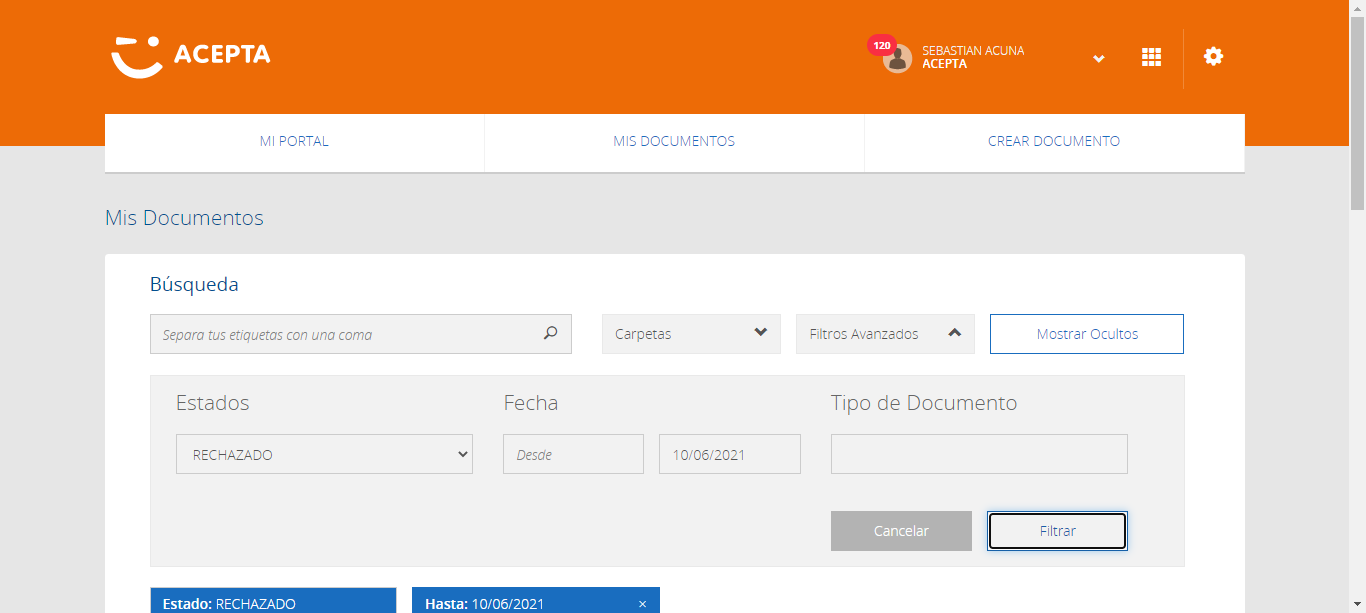 ACEPTA
120
SEBASTIAN ACUNA
ACEPTA
MI PORTAL
MIS DOCUMENTOS
CREAR DOCUMENTO
Mis Documentos
Búsqueda
Separa tus etiquetas con una coma
Carpetas
Filtros Avanzados
Mostrar Ocultos
Estados
Fecha
Tipo de Documento
RECHAZADO
Desde
10/06/2021
Cancelar
Filtrar
Estado: RECHAZADO
Hasta: 10/06/2021 ×